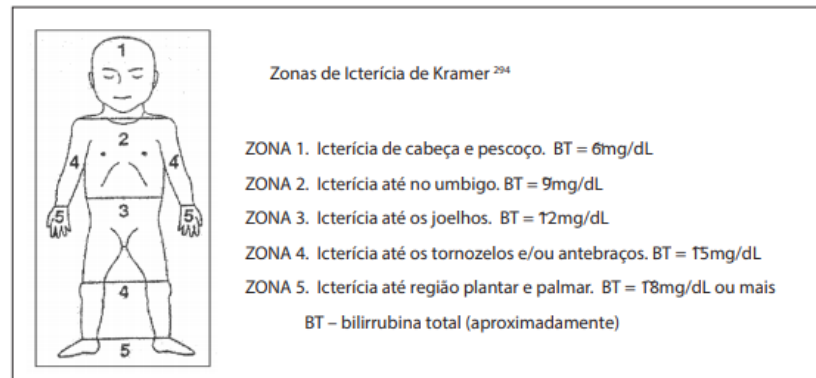 1
2
4
4
3
5
5
4
5
Zonas de Icterícia de Kramer 294
ZONA 1. Icterícia de cabeça e pescoço. BT = 6mg/dL
ZONA 2. Icterícia até no umbigo. BT = 9mg/dL
ZONA 3. Icterícia até os joelhos. BT = 12mg/dL
ZONA 4. Icterícia até os tornozelos e/ou antebraços. BT = 15mg/dL
ZONA 5. Icterícia até região plantar e palmar. BT = 18mg/dL ou mais
BT – bilirrubina total (aproximadamente)